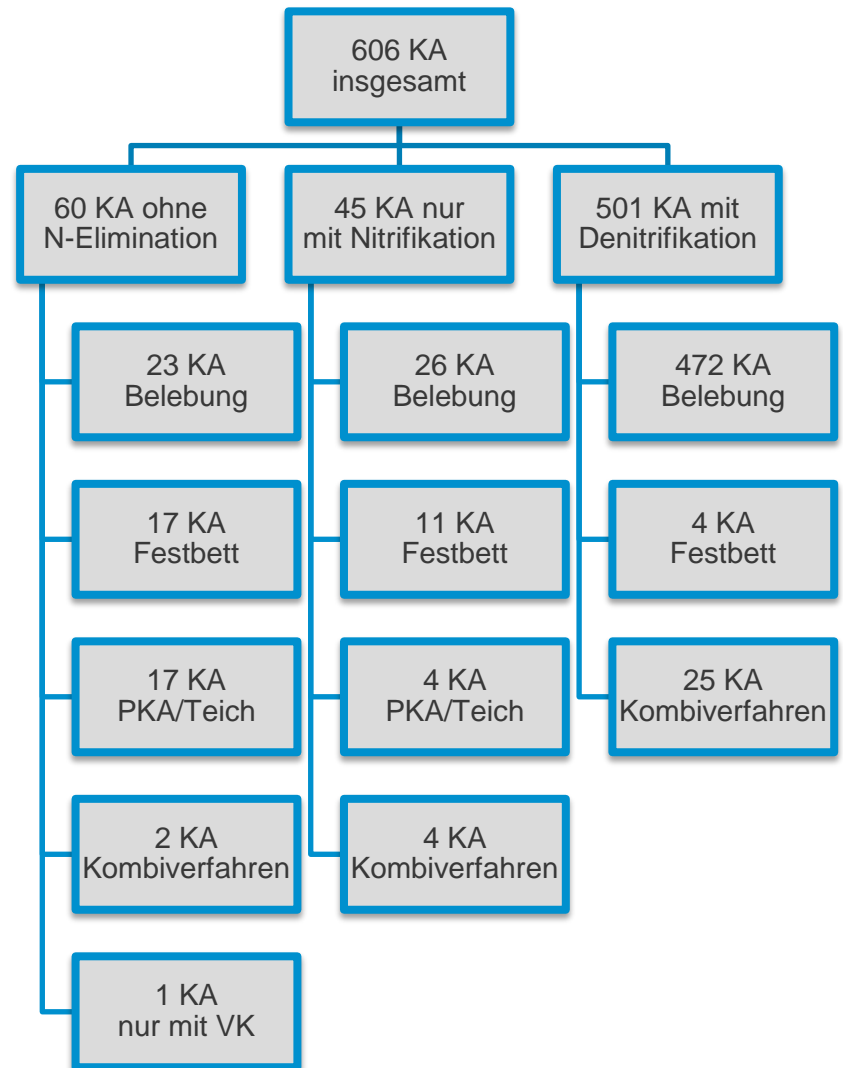 606 KA
insgesamt
60 KA ohne
N-Elimination
45 KA nur
mit Nitrifikation
501 KA mit
Denitrifikation
23 KA
Belebung
26 KA
Belebung
472 KA
Belebung
17 KA
Festbett
11 KA
Festbett
4 KA
Festbett
17 KA
PKA/Teich
4 KA
PKA/Teich
25 KA
Kombiverfahren
2 KA
Kombiverfahren
4 KA
Kombiverfahren
1 KA
nur mit VK